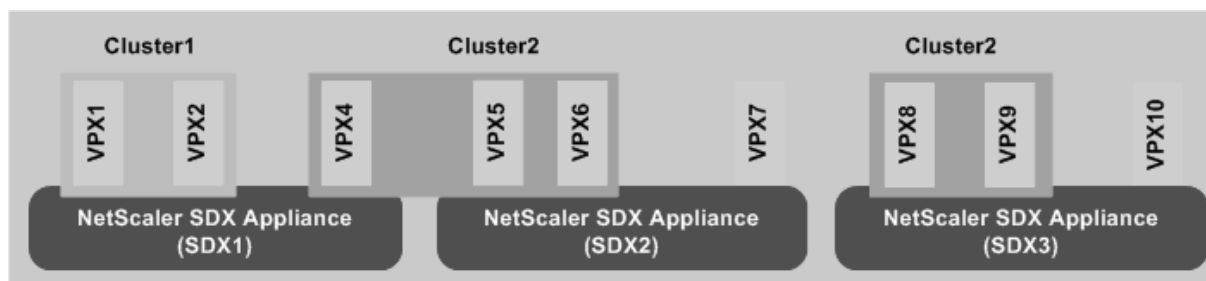 Cluster1
Cluster2
Cluster2
VPX1
VPX2
VPX4
VPX5
VPX6
VPX7
VPX8
VPX9
VPX10
NetScaler SDX Appliance
(SDX1)
NetScaler SDX Appliance
(SDX2)
NetScaler SDX Appliance
(SDX3)